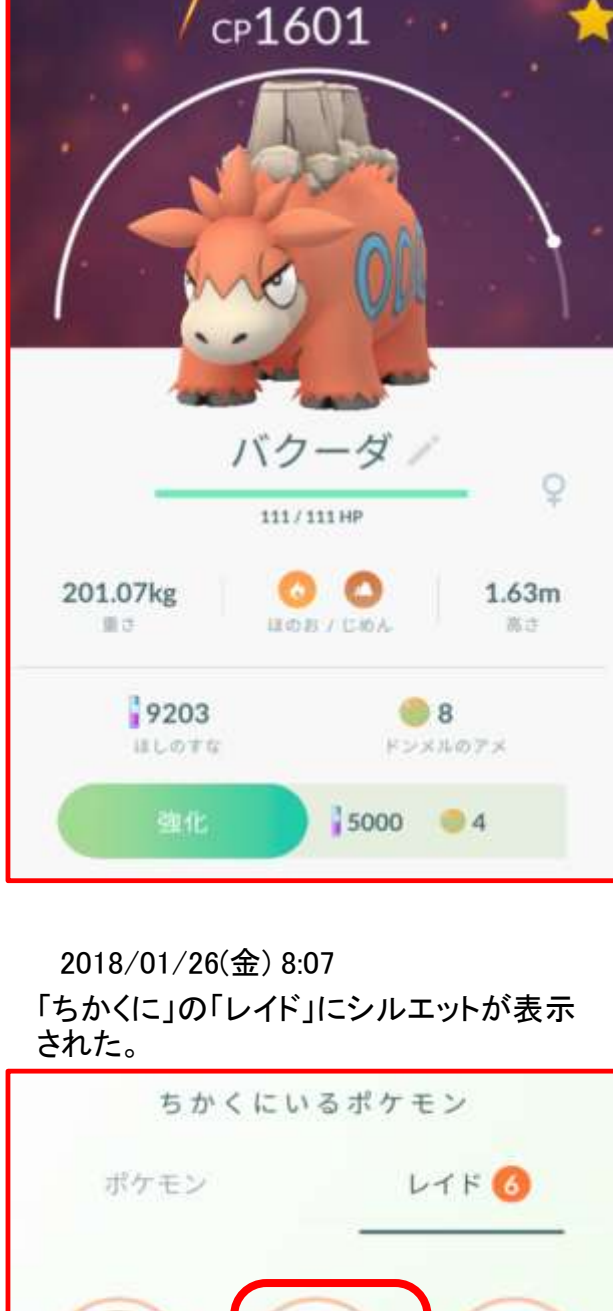 CP1601
バクーダ
♀
111 / 111 HP
201.07kg
重さ
ほのお / じめん
1.63m
高さ
9203
ほしのすな
8
ドンメルのアメ
強化 5000 4
2018/01/26(金) 8:07
「ちかくに」の「レイド」にシルエットが表示
された。
ちかくにいるポケモン
ポケモン
レイド 6